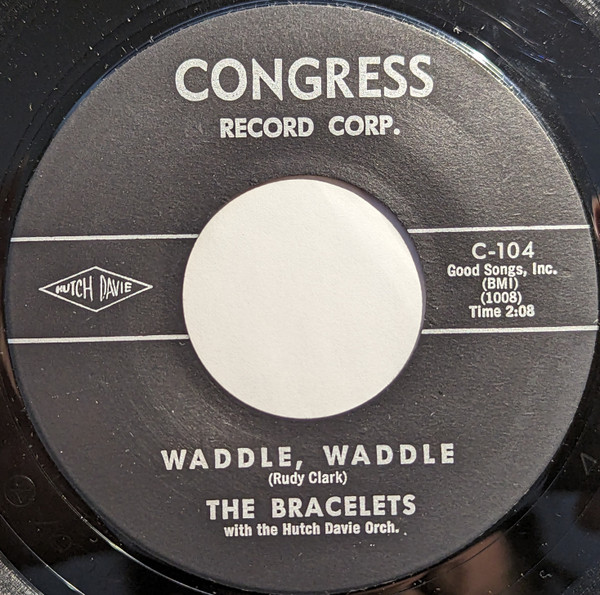 CONGRESS
RECORD CORP.
HUTCH DAVIE
C-104
Good Songs, Inc.
(BMI)
(1008)
Time 2:08
WADDLE, WADDLE
(Rudy Clark)
THE BRACELETS
with the Hutch Davie Orch.